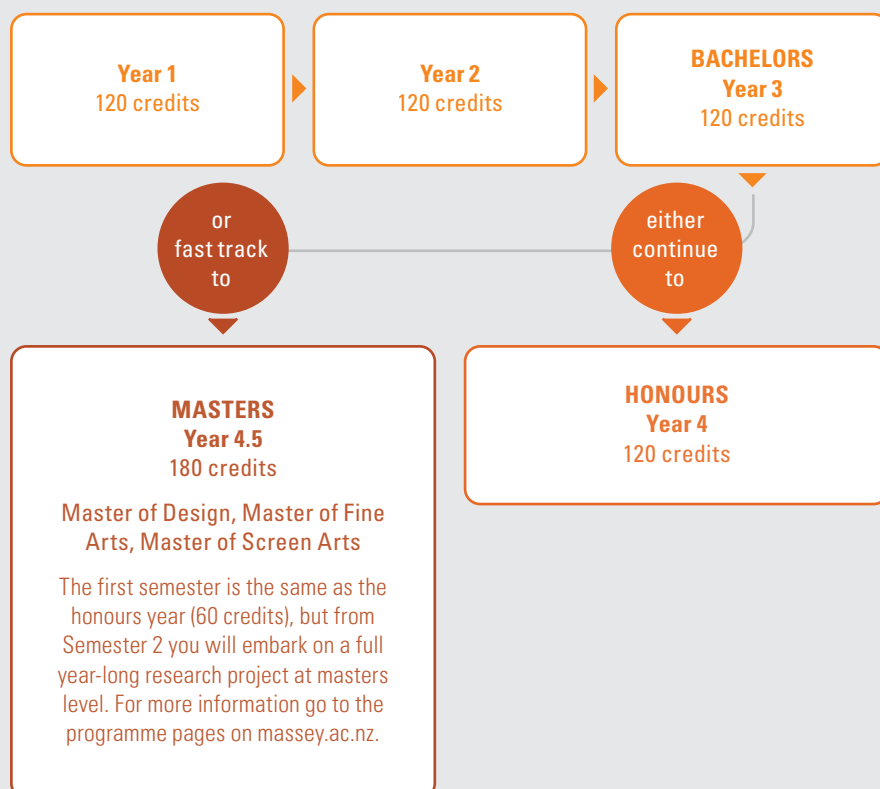 Year 1
120 credits
Year 2
120 credits
BACHELORS
Year 3
120 credits
or
fast track
to
either
continue
to
MASTERS
Year 4.5
180 credits
Master of Design, Master of Fine
Arts, Master of Screen Arts
The first semester is the same as the
honours year (60 credits), but from
Semester 2 you will embark on a full
year-long research project at masters
level. For more information go to the
programme pages on massey.ac.nz.
HONOURS
Year 4
120 credits